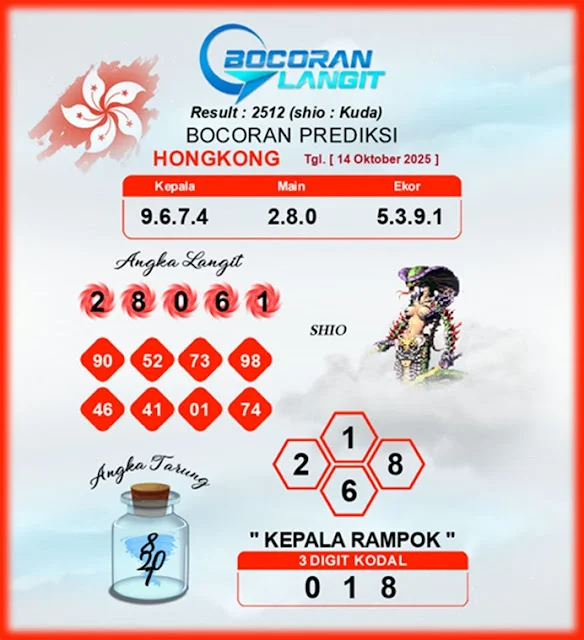 BOCORAN
LANGIT
Result : 2512 (shio : Kuda)
BOCORAN PREDIKSI
HONGKONG Tgl. [ 14 Oktober 2025 ]
Kepala Main Ekor
9.6.7.4 2.8.0 5.3.9.1
Angka Langit
2 8 0 6 1
SHIO
90 52 73 98
46 41 01 74
1
2 8
6
Angka Tarung
8
20
1
" KEPALA RAMPOK "
3 DIGIT KODAL
0 1 8